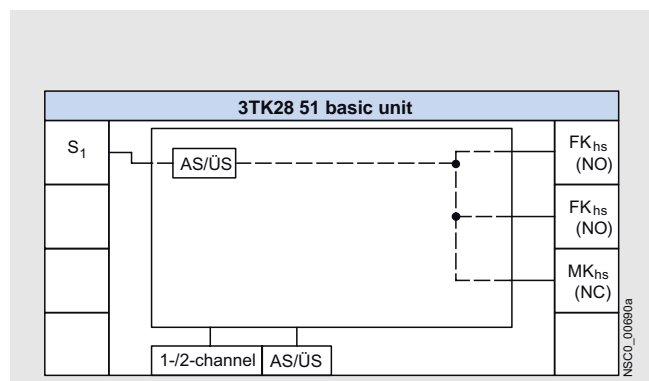 3TK28 51 basic unit
S1
AS/ÜS
FKhs
(NO)
FKhs
(NO)
MKhs
(NC)
1-/2-channel
AS/ÜS
NSC0_00690a